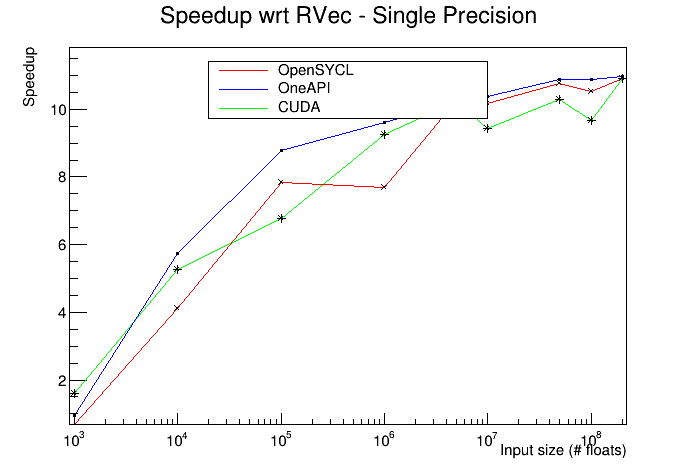 Speedup wrt RVec - Single Precision
Speedup
OpenSYCL
OneAPI
CUDA
10
8
6
4
2
10³ 10⁴ 10⁵ 10⁶ 10⁷ 10⁸
Input size (# floats)